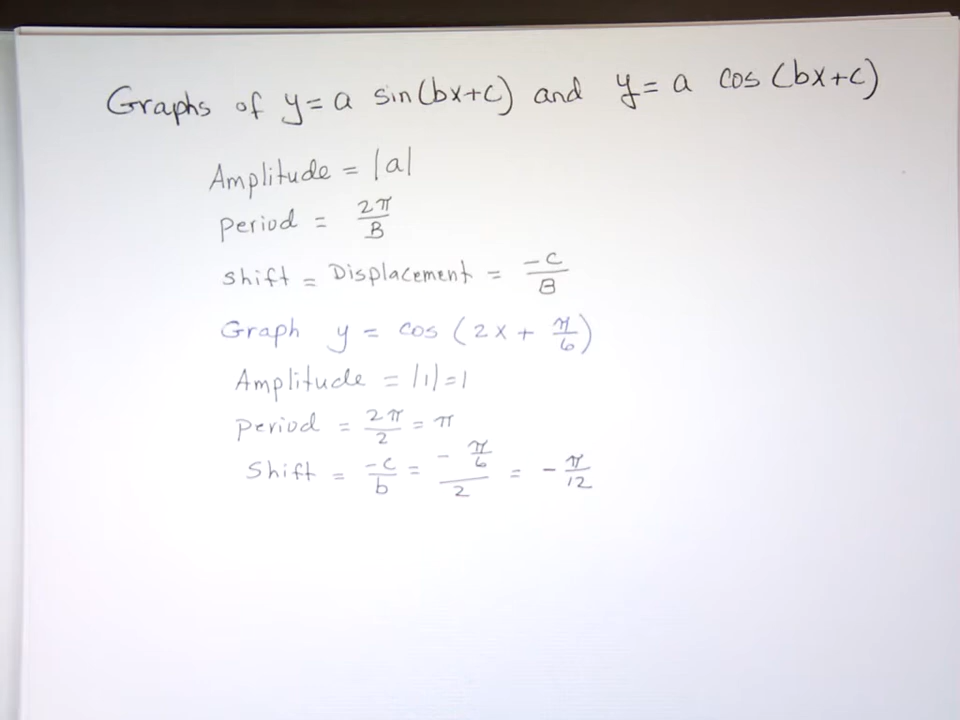 Graphs of y = a sin(bx+c) and y = a cos(bx+c)
Amplitude = |a|
Period = 2π/B
Shift = Displacement = -C/B
Graph y = cos (2x + π/6)
Amplitude = |1| = 1
Period = 2π/2 = π
Shift = -c/b = -π/6/2 = -π/12